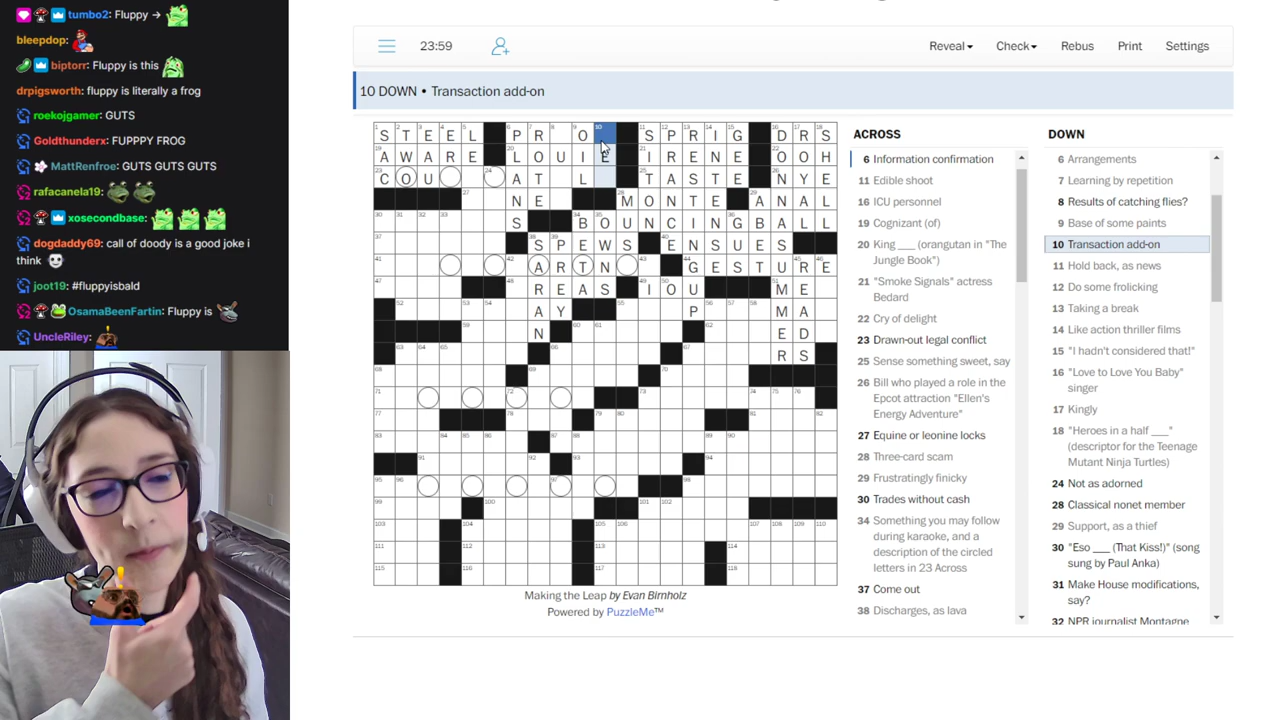 tumbo2: Fluppy →
bleepdop:
biptorr: Fluppy is this
drpigsworth: fluppy is literally a frog
roekojgamer: GUTS
Goldthunderx: FUPPPY FROG
MattRenfroe: GUTS GUTS GUTS
rafacanela19:
xosecondbase:
dogdaddy69: call of doody is a good joke i
think
joot19: #fluppyisbald
OsamaBeenFartin: Fluppy is
UncleRiley:
23:59
Reveal
Check
Rebus
Print
Settings
10 DOWN • Transaction add-on
S T E E L P R O S P R I G D R S
A W A R E L O U I E I R E N E O O H
C O U A T L T A S T E N Y E
N E M O N T E A N A L
S B O U N C I N G B A L L
S P E W S E N S U E S
A R T N G E S T U R E
R E A S I O U M E
A Y P M A
N E D
R S
Making the Leap by Evan Birnholz
Powered by PuzzleMe™
ACROSS
6 Information confirmation
11 Edible shoot
16 ICU personnel
19 Cognizant (of)
20 King ___ (orangutan in "The
Jungle Book")
21 "Smoke Signals" actress
Bedard
22 Cry of delight
23 Drawn-out legal conflict
25 Sense something sweet, say
26 Bill who played a role in the
Epcot attraction "Ellen's
Energy Adventure"
27 Equine or leonine locks
28 Three-card scam
29 Frustratingly finicky
30 Trades without cash
34 Something you may follow
during karaoke, and a
description of the circled
letters in 23 Across
37 Come out
38 Discharges, as lava
DOWN
6 Arrangements
7 Learning by repetition
8 Results of catching flies?
9 Base of some paints
10 Transaction add-on
11 Hold back, as news
12 Do some frolicking
13 Taking a break
14 Like action thriller films
15 "I hadn't considered that!"
16 "Love to Love You Baby"
singer
17 Kingly
18 "Heroes in a half ___"
(descriptor for the Teenage
Mutant Ninja Turtles)
24 Not as adorned
28 Classical nonet member
29 Support, as a thief
30 "Eso ___ (That Kiss!)" (song
sung by Paul Anka)
31 Make House modifications,
say?
32 NPR journalist Montagne